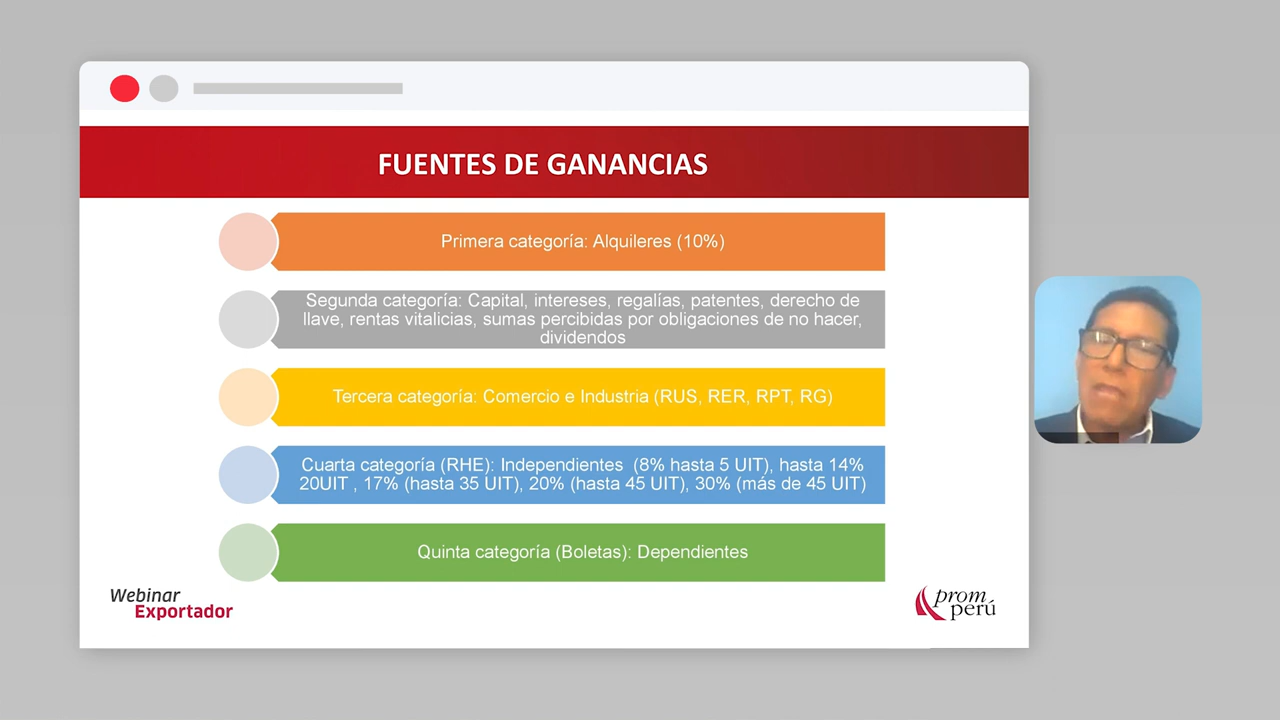 FUENTES DE GANANCIAS
Primera categoría: Alquileres (10%)
Segunda categoría: Capital, intereses, regalías, patentes, derecho de
llave, rentas vitalicias, sumas percibidas por obligaciones de no hacer,
dividendos
Tercera categoría: Comercio e Industria (RUS, RER, RPT, RG)
Cuarta categoría (RHE): Independientes  (8% hasta 5 UIT), hasta 14%
20UIT , 17% (hasta 35 UIT), 20% (hasta 45 UIT), 30% (más de 45 UIT)
Quinta categoría (Boletas): Dependientes
Webinar
Exportador
prom
perú